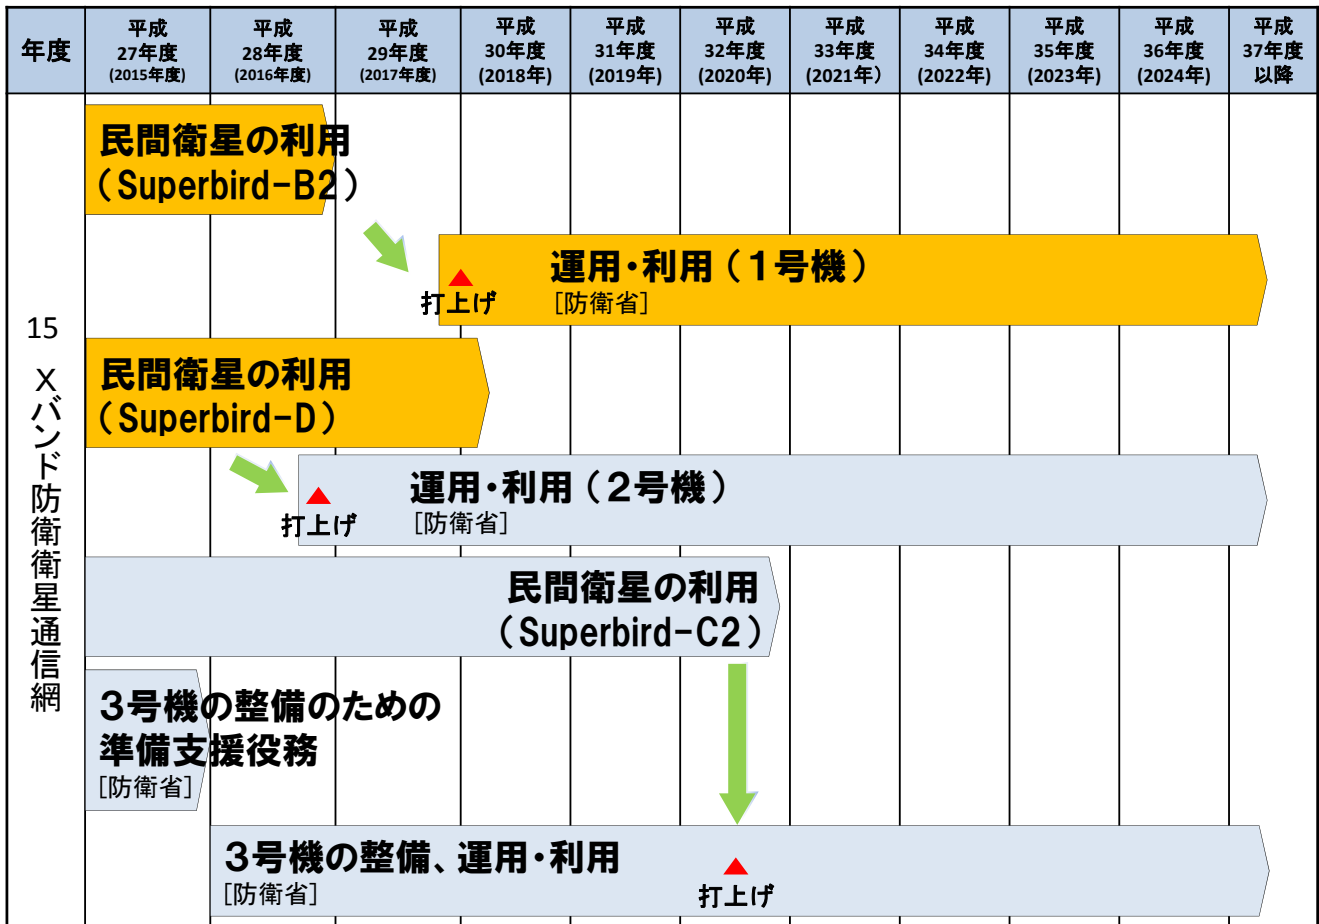 年度
平成
27年度
(2015年度)
平成
28年度
(2016年度)
平成
29年度
(2017年度)
平成
30年度
(2018年)
平成
31年度
(2019年)
平成
32年度
(2020年)
平成
33年度
(2021年)
平成
34年度
(2022年)
平成
35年度
(2023年)
平成
36年度
(2024年)
平成
37年度
以降
15
Xバンド防衛衛星通信網
民間衛星の利用
(Superbird-B2)
運用・利用(1号機)
[防衛省]
打上げ
民間衛星の利用
(Superbird-D)
運用・利用(2号機)
[防衛省]
打上げ
民間衛星の利用
(Superbird-C2)
3号機の整備のための
準備支援役務
[防衛省]
3号機の整備、運用・利用
[防衛省]
打上げ